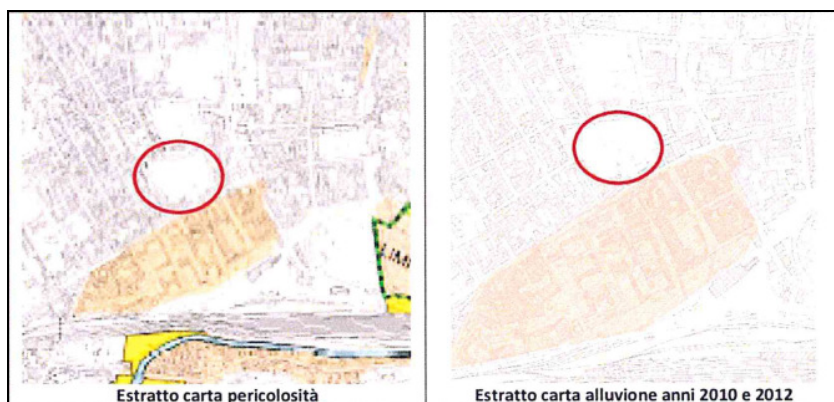 Estratto carta pericolosità
Estratto carta alluvione anni 2010 e 2012